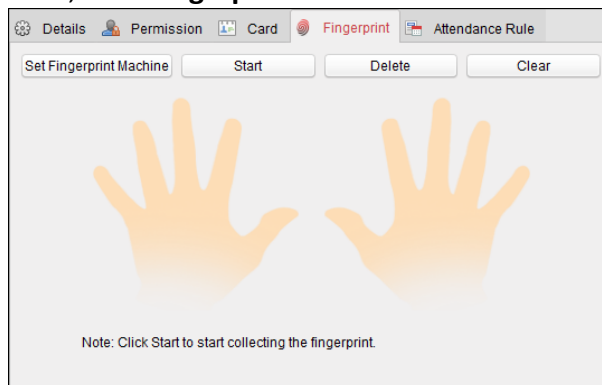 Details Permission Card Fingerprint Attendance Rule
Set Fingerprint Machine Start Delete Clear
Note: Click Start to start collecting the fingerprint.